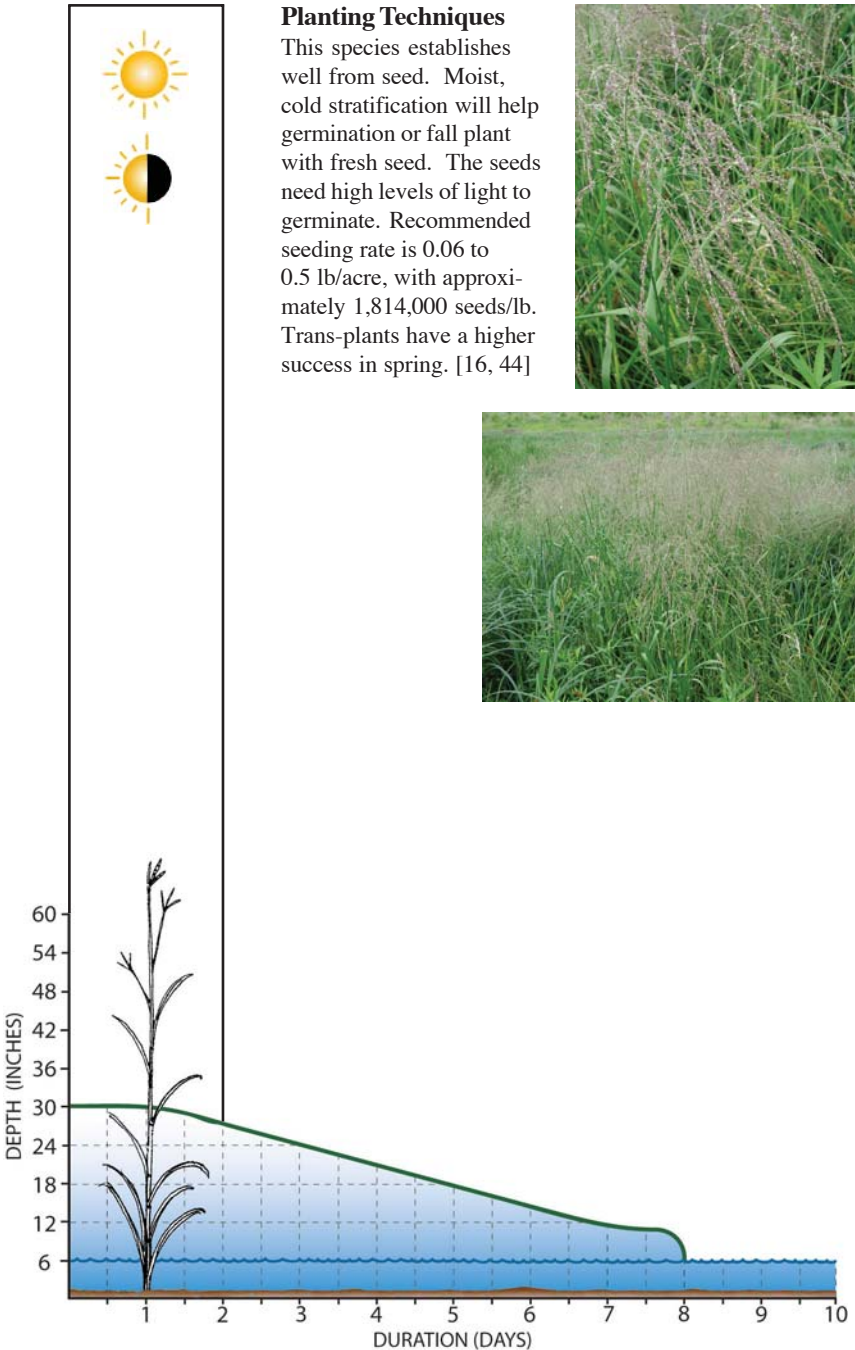 Planting Techniques
This species establishes
well from seed. Moist,
cold stratification will help
germination or fall plant
with fresh seed. The seeds
need high levels of light to
germinate. Recommended
seeding rate is 0.06 to
0.5 lb/acre, with approxi-
mately 1,814,000 seeds/lb.
Trans-plants have a higher
success in spring. [16, 44]
60
54
48
42
36
30
24
18
12
6
DEPTH (INCHES)
1 2 3 4 5 6 7 8 9 10
DURATION (DAYS)